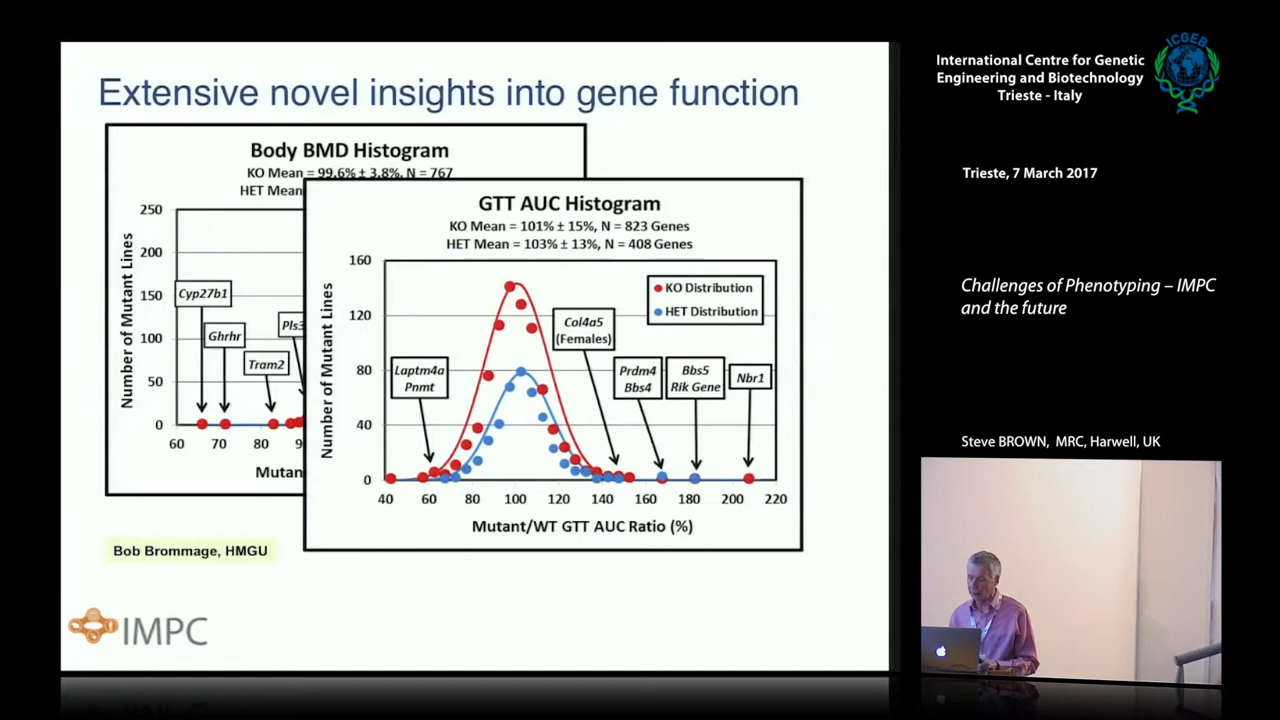 Extensive novel insights into gene function
Body BMD Histogram
KO Mean = 99.6% ± 3.8%, N = 767
HET Mean
250
200
150
100
50
0
60
70
80
9
Number of Mutant Lines
Mutan
Cyp27b1
Ghrhr
Tram2
Pls3
GTT AUC Histogram
KO Mean = 101% ± 15%, N = 823 Genes
HET Mean = 103% ± 13%, N = 408 Genes
160
120
80
40
0
40
60
80
100
120
140
160
180
200
220
Number of Mutant Lines
Mutant/WT GTT AUC Ratio (%)
KO Distribution
HET Distribution
Laptm4a
Pnmt
Col4a5
(Females)
Prdm4
Bbs4
Bbs5
Rik Gene
Nbr1
Bob Brommage, HMGU
IMPC
International Centre for Genetic
Engineering and Biotechnology
Trieste - Italy
ICGEB
Trieste, 7 March 2017
Challenges of Phenotyping – IMPC
and the future
Steve BROWN, MRC, Harwell, UK